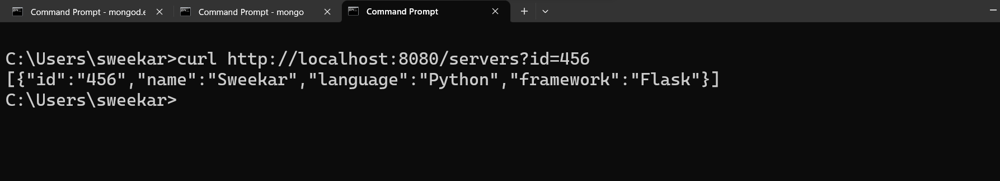 Command Prompt - mongod.e
Command Prompt - mongo
Command Prompt
C:\Users\sweekar>curl http://localhost:8080/servers?id=456
[{"id":"456","name":"Sweekar","language":"Python","framework":"Flask"}]
C:\Users\sweekar>